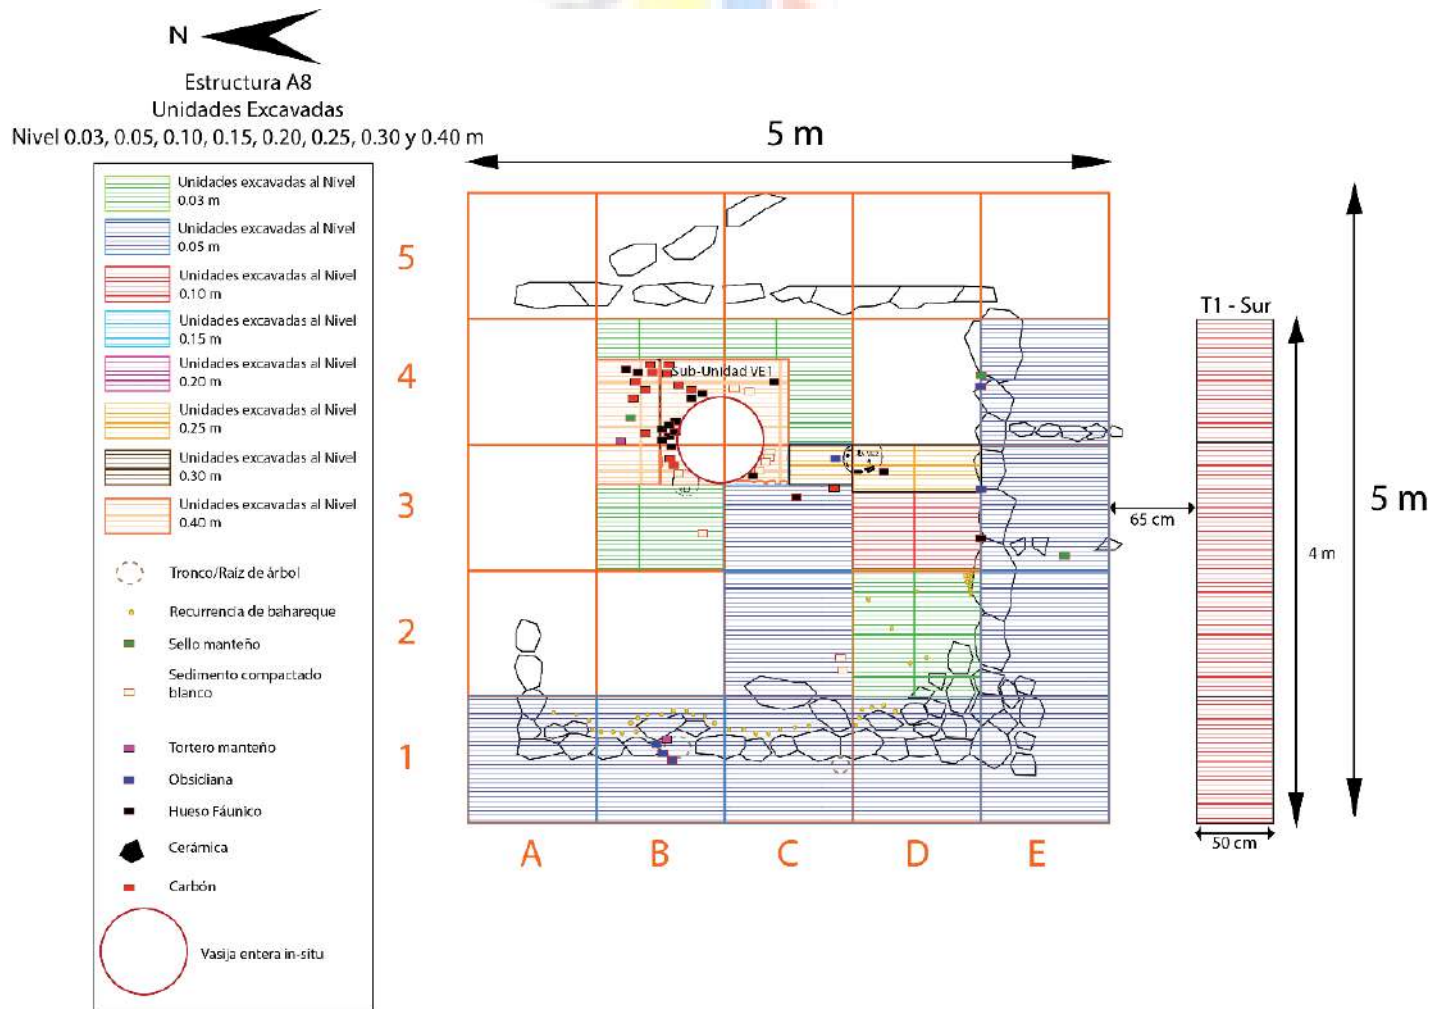 N
Estructura A8
Unidades Excavadas
Nivel 0.03, 0.05, 0.10, 0.15, 0.20, 0.25, 0.30 y 0.40 m
Unidades excavadas al Nivel
0.03 m
Unidades excavadas al Nivel
0.05 m
Unidades excavadas al Nivel
0.10 m
Unidades excavadas al Nivel
0.15 m
Unidades excavadas al Nivel
0.20 m
Unidades excavadas al Nivel
0.25 m
Unidades excavadas al Nivel
0.30 m
Unidades excavadas al Nivel
0.40 m
Tronco/Raíz de árbol
Recurrencia de bahareque
Sello manteño
Sedimento compactado
blanco
Tortero manteño
Obsidiana
Hueso Fáunico
Cerámica
Carbón
Vasija entera in-situ
5 m
5
4
3
2
1
Sub-Unidad VE1
A
B
C
D
E
T1 - Sur
65 cm
4 m
50 cm
5 m